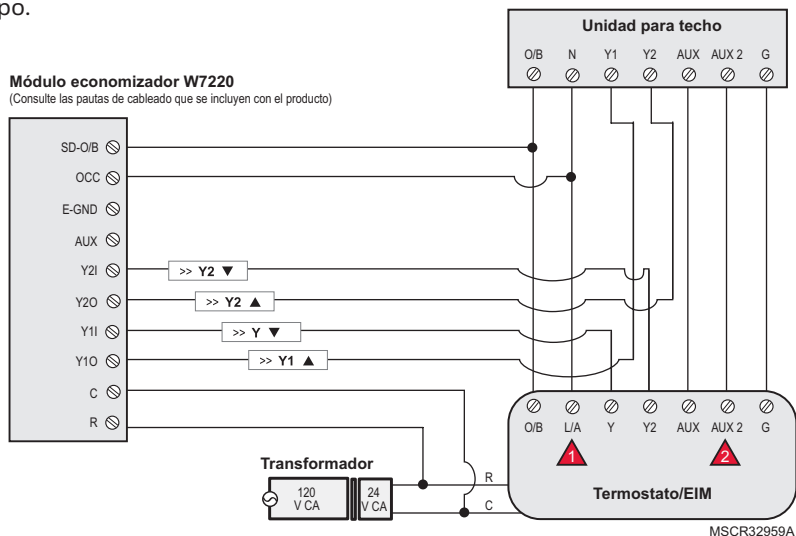 po.
Unidad para techo
O/B N Y1 Y2 AUX AUX 2 G
Módulo economizador W7220
(Consulte las pautas de cableado que se incluyen con el producto)
SD-O/B
OCC
E-GND
AUX
Y2I
>> Y2 ▼
Y2O
>> Y2 ▲
Y1I
>> Y ▼
Y1O
>> Y1 ▲
C
R
O/B L/A Y Y2 AUX AUX 2 G
1
2
Transformador
120
V CA
24
V CA
R
C
Termostato/EIM
MSCR32959A